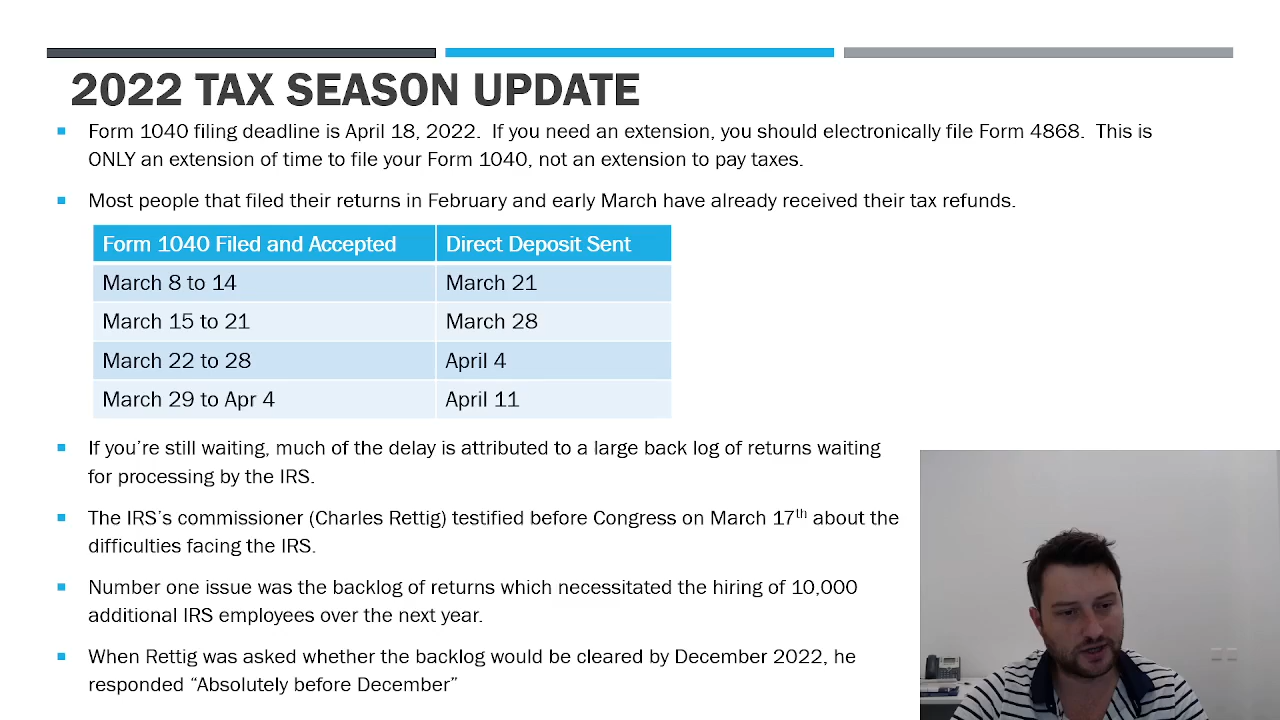 2022 TAX SEASON UPDATE
Form 1040 filing deadline is April 18, 2022.  If you need an extension, you should electronically file Form 4868.  This is
ONLY an extension of time to file your Form 1040, not an extension to pay taxes.
Most people that filed their returns in February and early March have already received their tax refunds.
Form 1040 Filed and Accepted Direct Deposit Sent
March 8 to 14 March 21
March 15 to 21 March 28
March 22 to 28 April 4
March 29 to Apr 4 April 11
If you’re still waiting, much of the delay is attributed to a large back log of returns waiting
for processing by the IRS.
The IRS’s commissioner (Charles Rettig) testified before Congress on March 17th about the
difficulties facing the IRS.
Number one issue was the backlog of returns which necessitated the hiring of 10,000
additional IRS employees over the next year.
When Rettig was asked whether the backlog would be cleared by December 2022, he
responded “Absolutely before December”